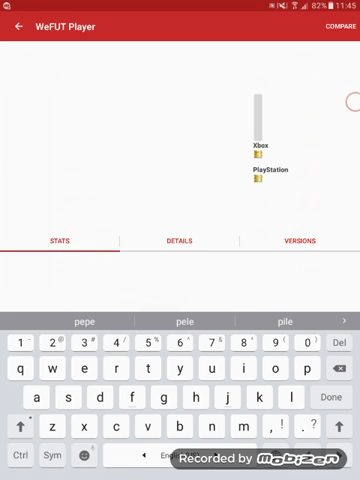 82% 11:45
WeFUT Player COMPARE
Xbox
PlayStation
STATS DETAILS VERSIONS
pepe pele pile
1 2 @ 3 # 4 / 5 % 6 ^ 7 & 8 * 9 ( 0 ) Del
q w e r t y u i o p
a s d f g h j k l Done
z x c v b n m , ! . ?
Ctrl Sym
Recorded by MOBIZEN